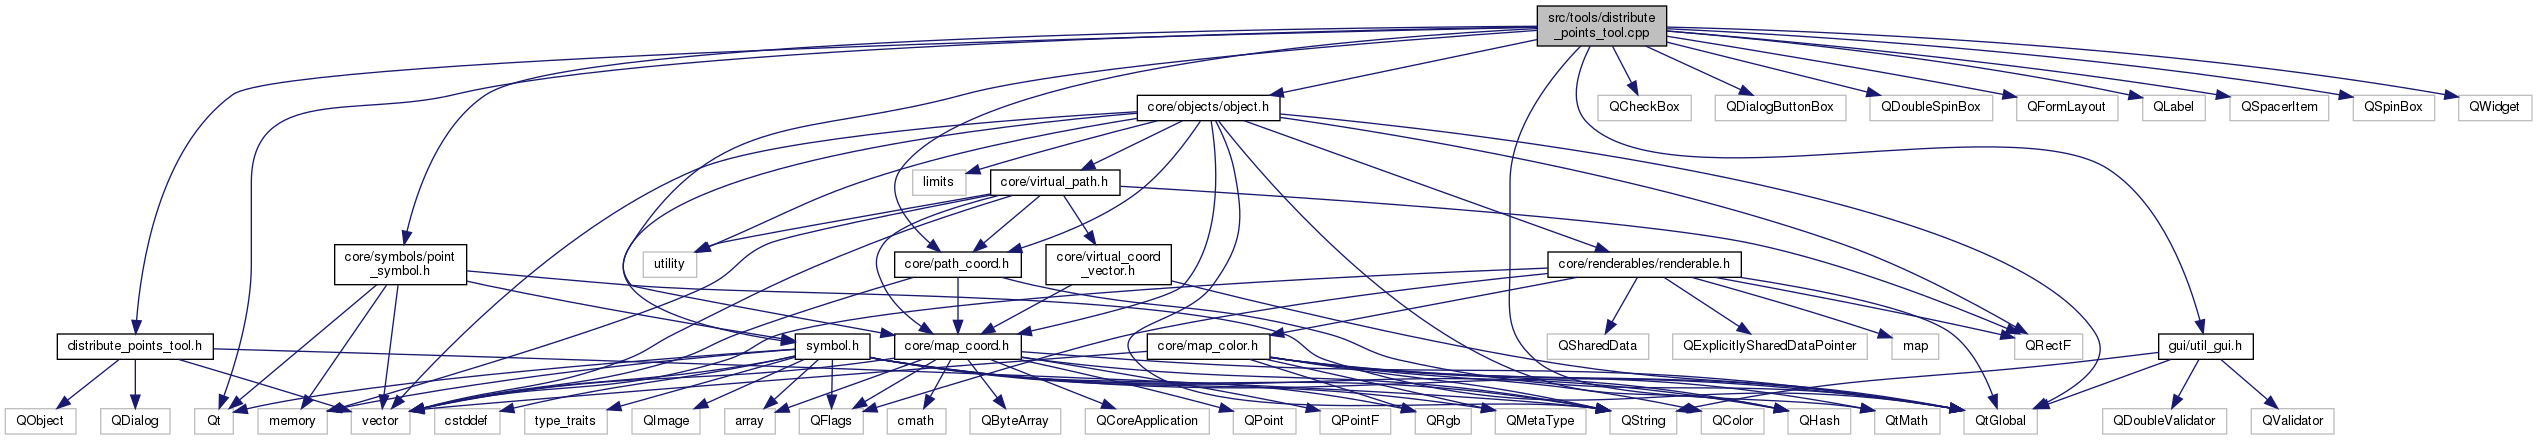 src/tools/distribute
_points_tool.cpp
core/objects/object.h
QCheckBox
QDialogButtonBox
QDoubleSpinBox
QFormLayout
QLabel
QSpacerItem
QSpinBox
QWidget
limits
core/virtual_path.h
utility
core/symbols/point
_symbol.h
core/path_coord.h
core/virtual_coord
_vector.h
core/renderables/renderable.h
distribute_points_tool.h
symbol.h
core/map_coord.h
core/map_color.h
QSharedData
QExplicitlySharedDataPointer
map
QRectF
gui/util_gui.h
QObject
QDialog
Qt
memory
vector
cstddef
type_traits
QImage
array
QFlags
cmath
QByteArray
QCoreApplication
QPoint
QPointF
QRgb
QMetaType
QString
QColor
QHash
QtMath
QtGlobal
QDoubleValidator
QValidator